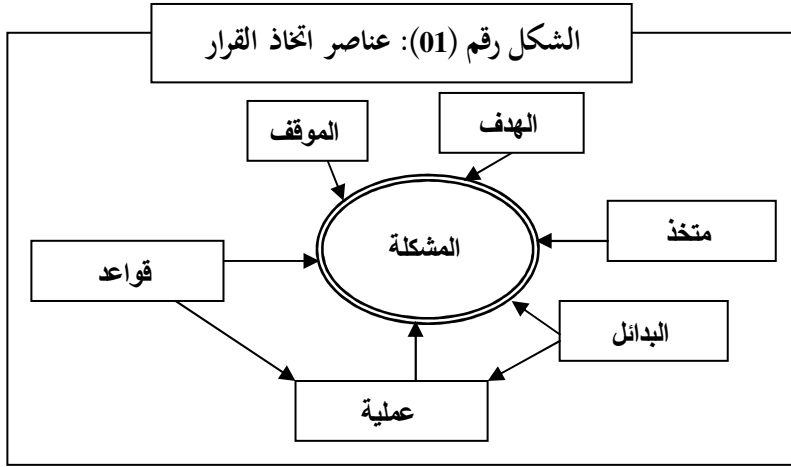 الشكل رقم (01): عناصر اتخاذ القرار
الهدف
الموقف
متخذ
المشكلة
قواعد
البدائل
عملية